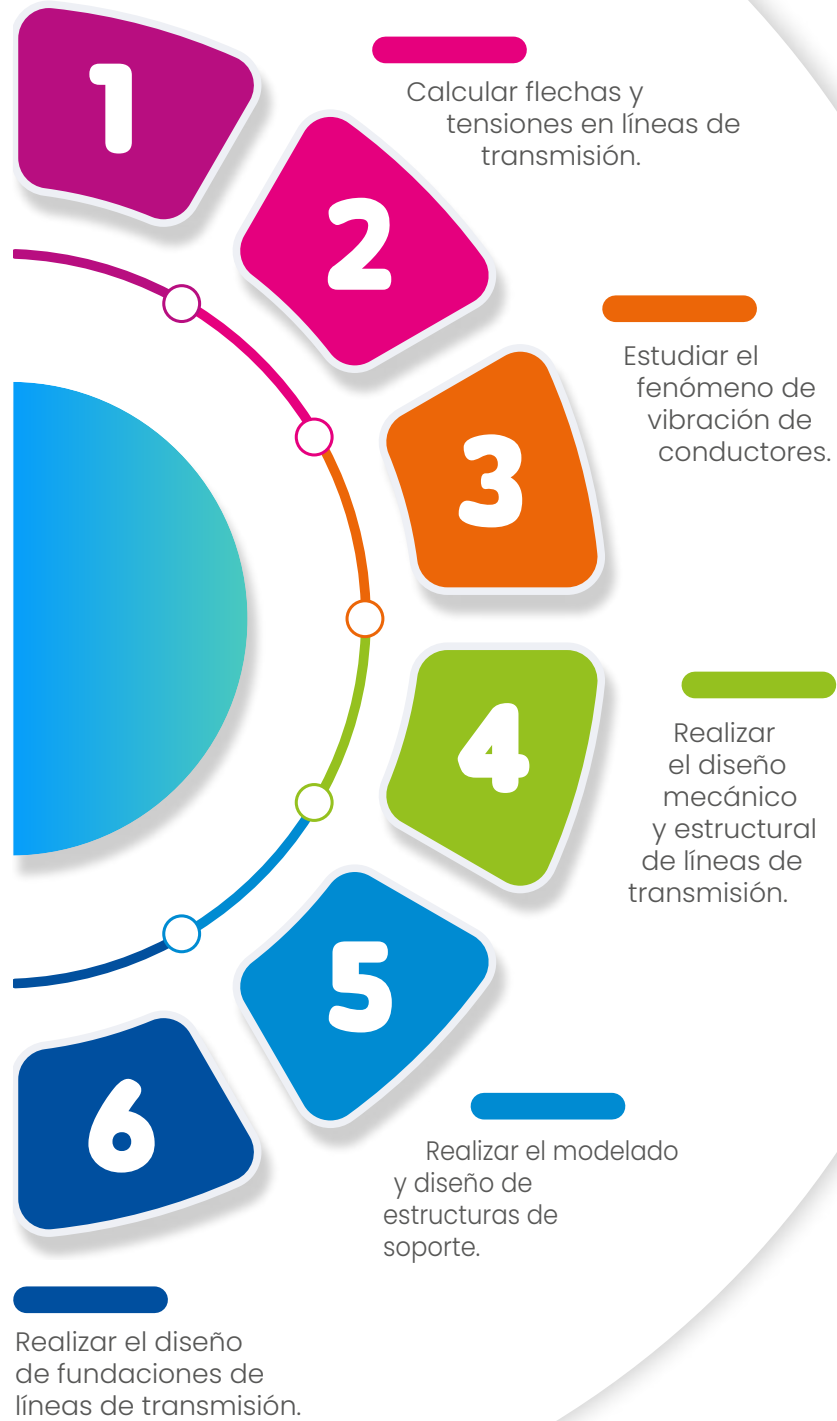 1
2
Calcular flechas y
tensiones en líneas de
transmisión.
3
Estudiar el
fenómeno de
vibración de
conductores.
4
Realizar
el diseño
mecánico
y estructural
de líneas de
transmisión.
5
Realizar el modelado
y diseño de
estructuras de
soporte.
6
Realizar el diseño
de fundaciones de
líneas de transmisión.